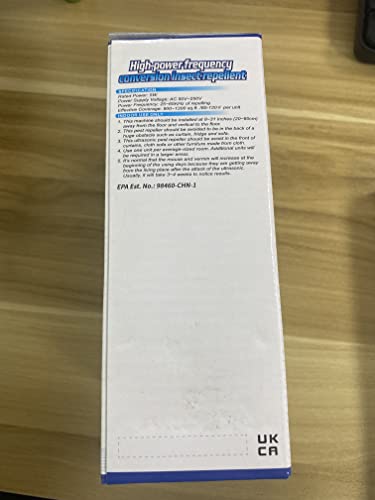 High-power frequency
conversion insect repellent
SPECIFICATION
Rated Power: 5W
Power Supply Voltage: AC 90V-250V
Power Frequency: 25-65kHz of repelling
Effective Coverage: 800-1200 sq.ft /80-120㎡ per unit
INDOOR USE ONLY
1. This machine should be installed at 8-31 inches (20-80cm)
away from the floor and vertical to the floor.
2. This pest repeller should be avoided to be in the back of a
huge obstacle such as curtain, fridge and sofa.
3. This ultrasonic pest repeller should be avoid in the front of
curtains, cloth sofa or other furniture made from cloth.
4. Use one unit per average-sized room. Additional units will
be required in a larger areas.
5. It's normal that the mouse and vermin will increase at the
beginning of the using days because they are getting away
from the living place after the attack of the ultrasonic.
Usually, it will take 3-4 weeks to notice results.
EPA Est. No.: 98460-CHN-1
UK
CA